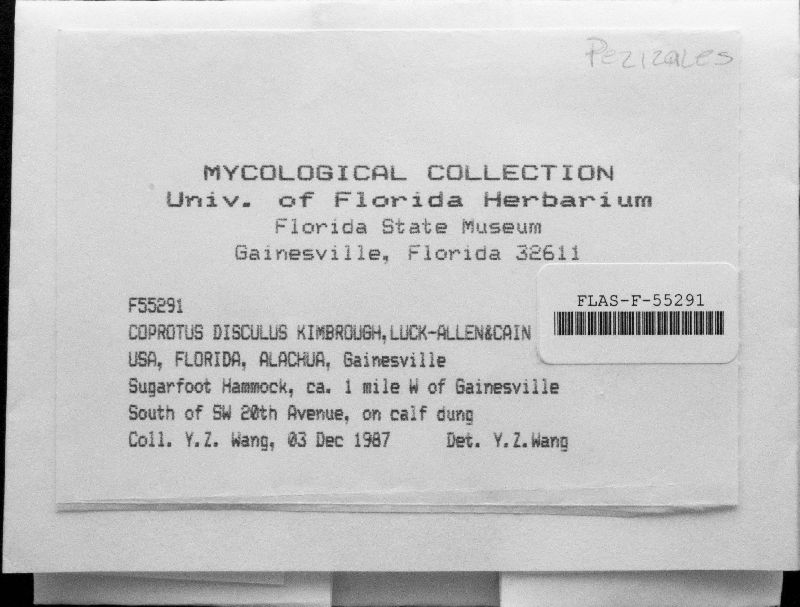 Pezizales
MYCOLOGICAL COLLECTION
Univ. of Florida Herbarium
Florida State Museum
Gainesville, Florida 32611
FLAS-F-55291
F55291
COPROTUS DISCULUS KIMBROUGH,LUCK-ALLEN&CAIN
USA, FLORIDA, ALACHUA, Gainesville
Sugarfoot Hammock, ca. 1 mile W of Gainesville
South of SW 20th Avenue, on calf dung
Coll. Y.Z. Wang, 03 Dec 1987 Det. Y.Z.Wang